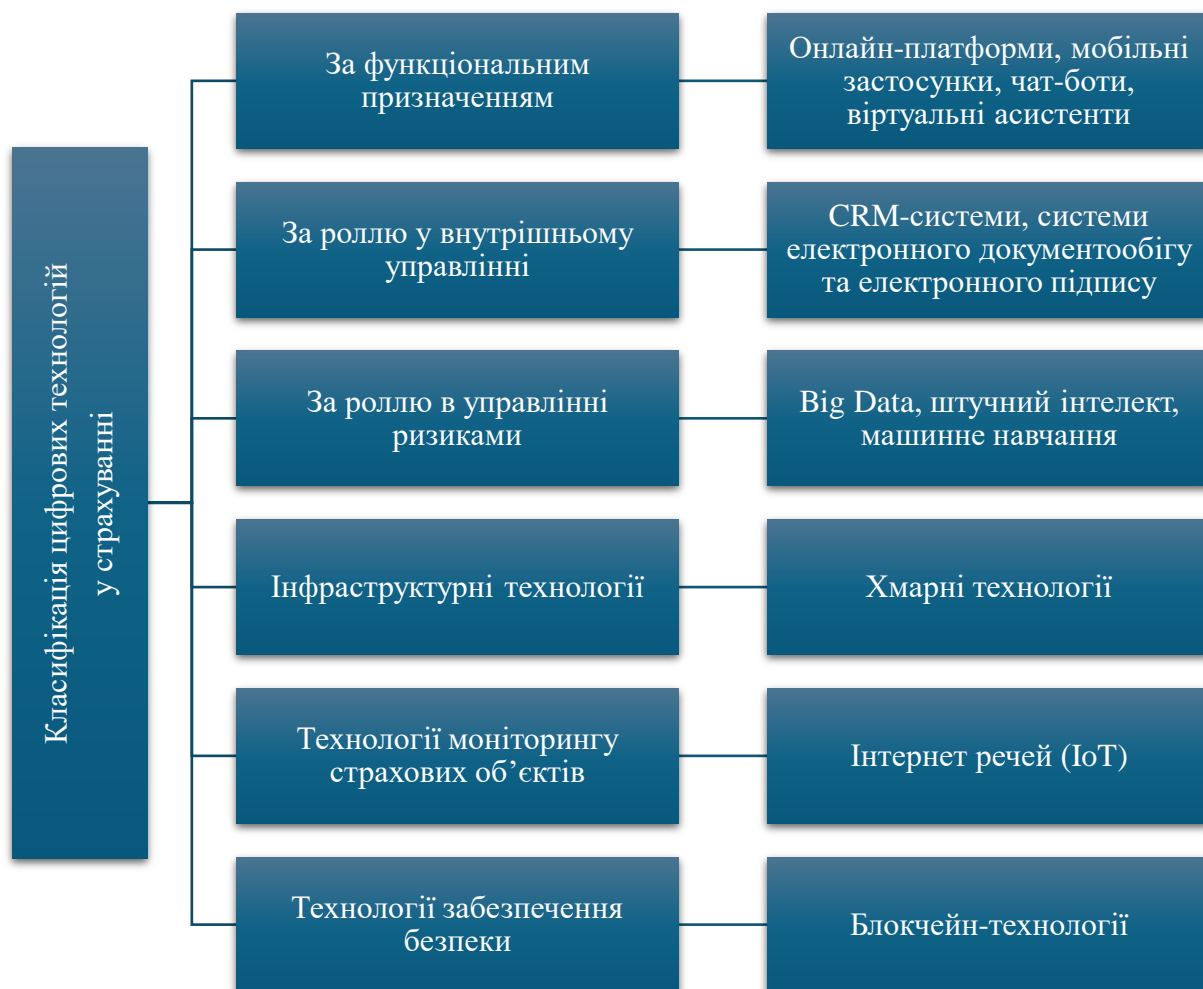 Класифікація цифрових технологій
у страхуванні
За функціональним
призначенням
Онлайн-платформи, мобільні
застосунки, чат-боти,
віртуальні асистенти
За роллю у внутрішньому
управлінні
CRM-системи, системи
електронного документообігу
та електронного підпису
За роллю в управлінні
ризиками
Big Data, штучний інтелект,
машинне навчання
Інфраструктурні технології
Хмарні технології
Технології моніторингу
страхових об’єктів
Інтернет речей (IoT)
Технології забезпечення
безпеки
Блокчейн-технології